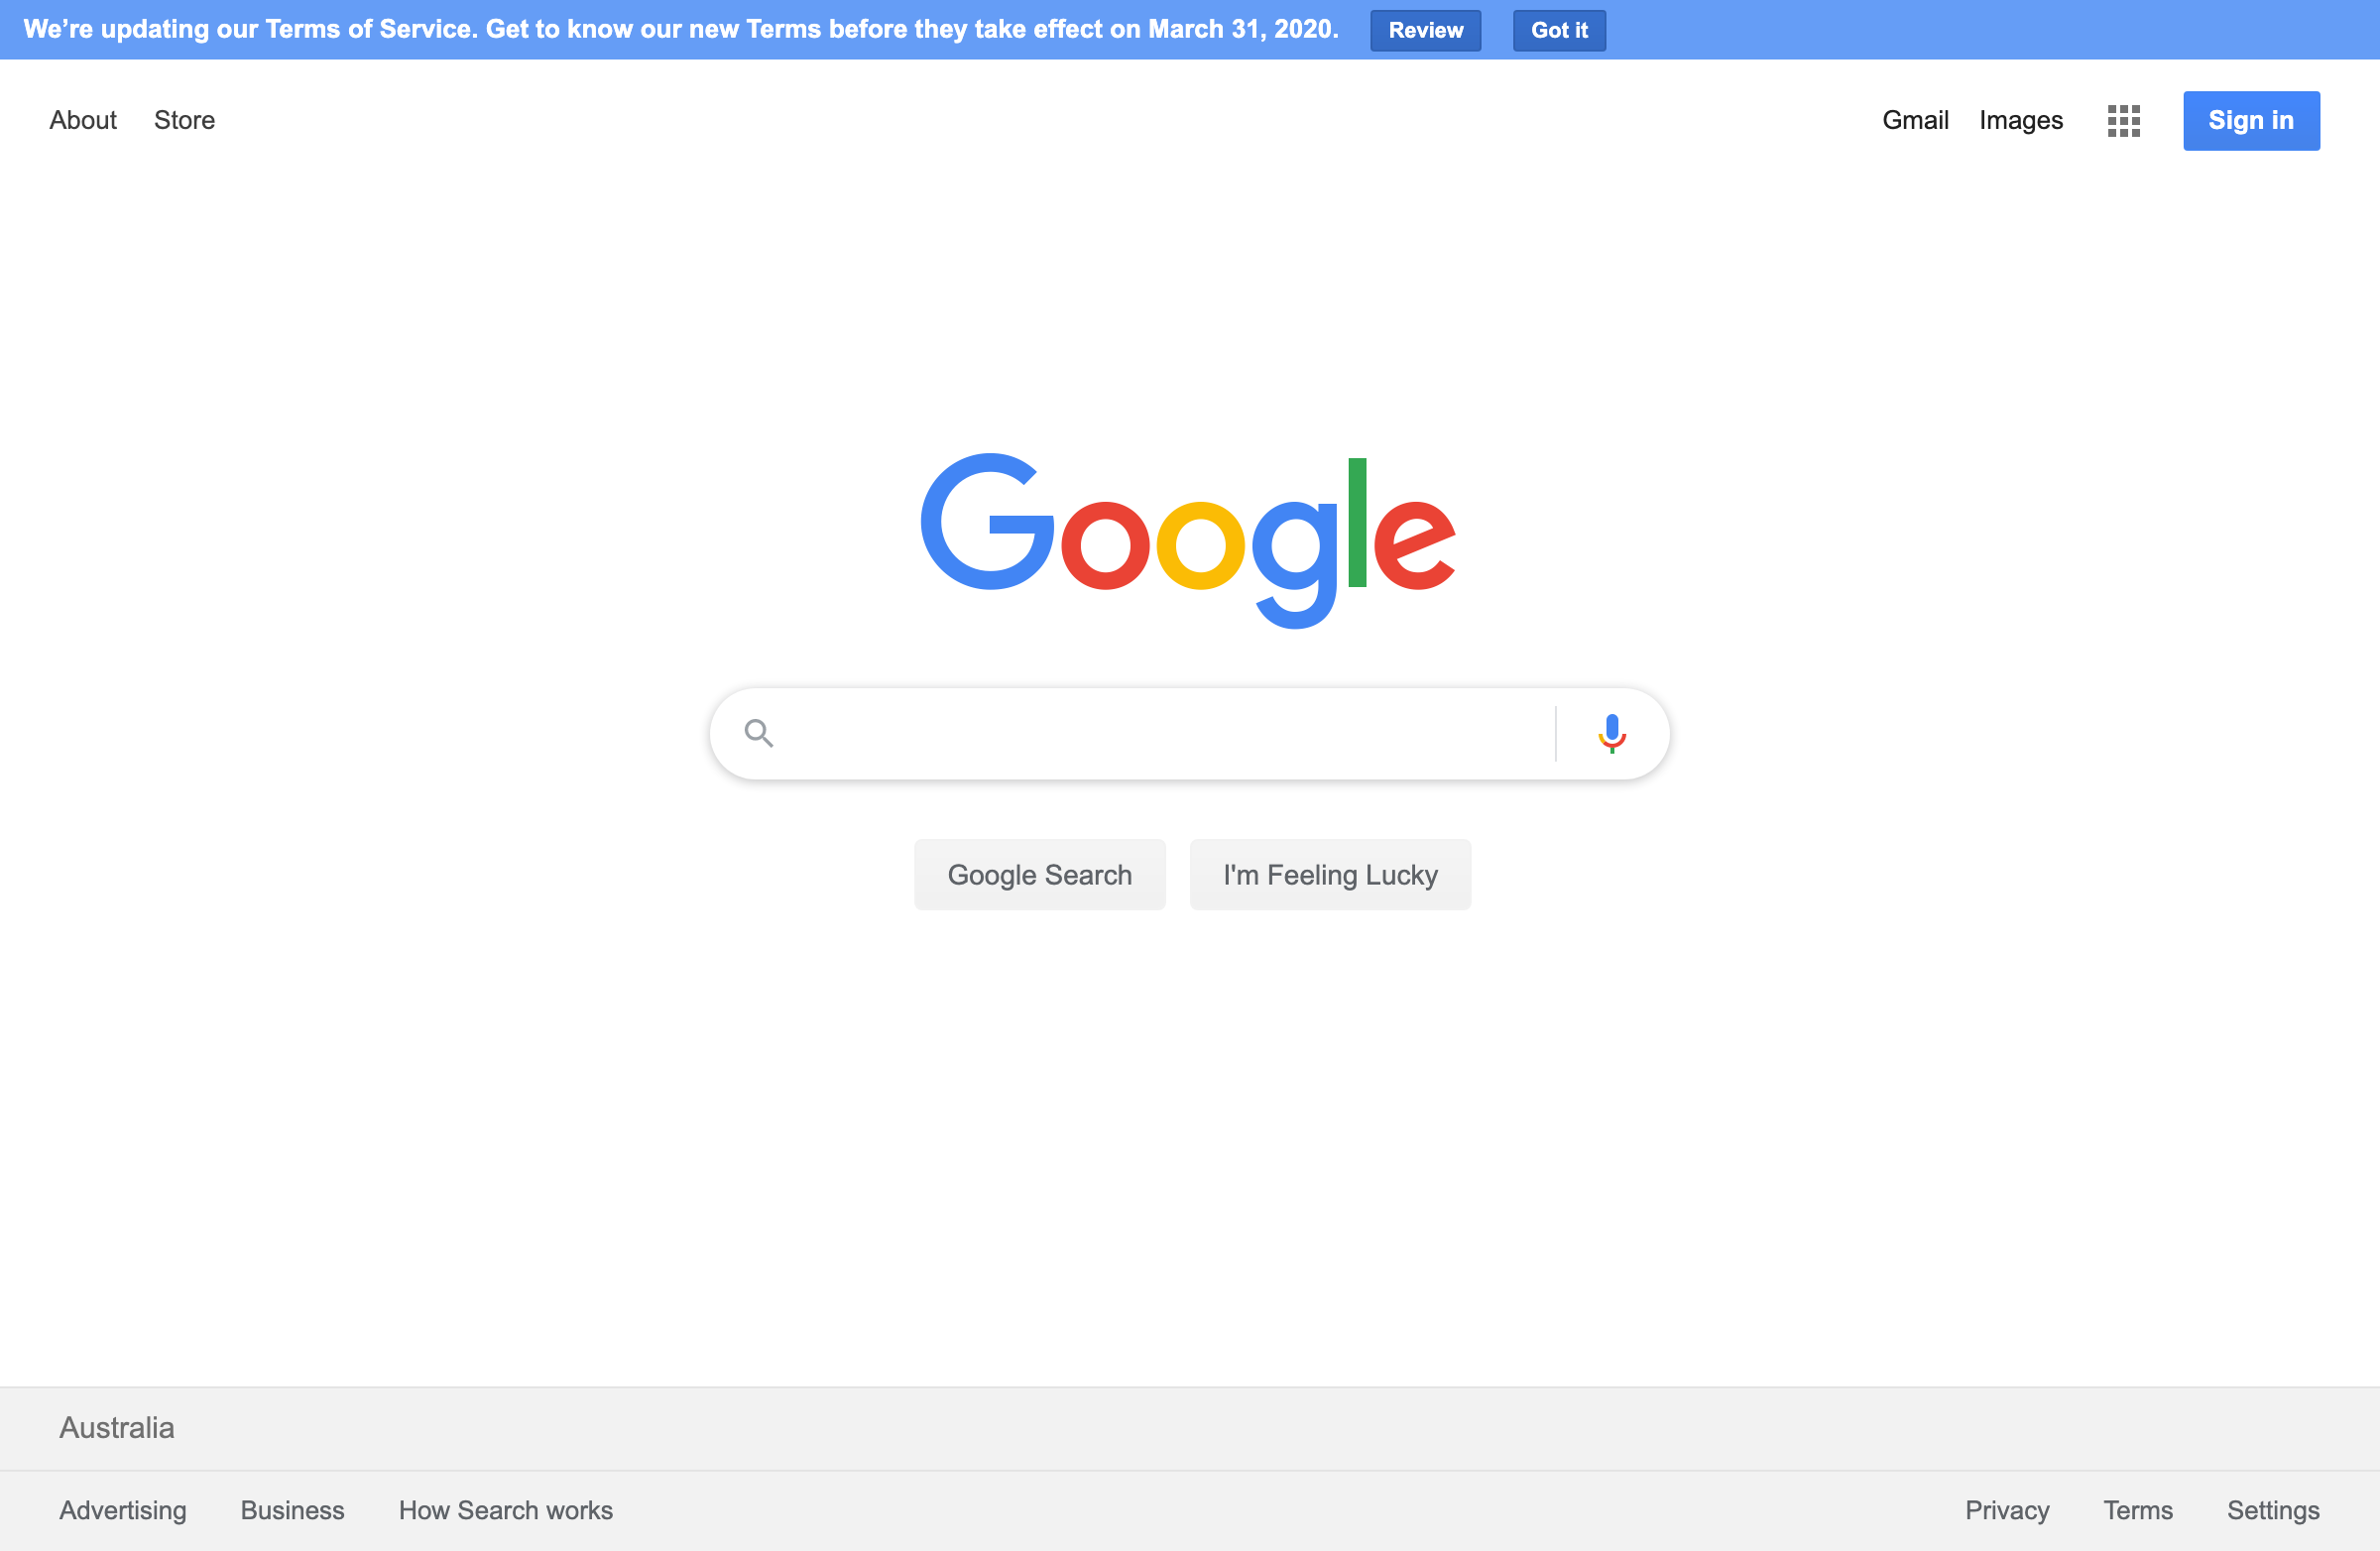 We’re updating our Terms of Service. Get to know our new Terms before they take effect on March 31, 2020. Review Got it
About Store Gmail Images Sign in
Google
Google Search I'm Feeling Lucky
Australia
Advertising Business How Search works Privacy Terms Settings